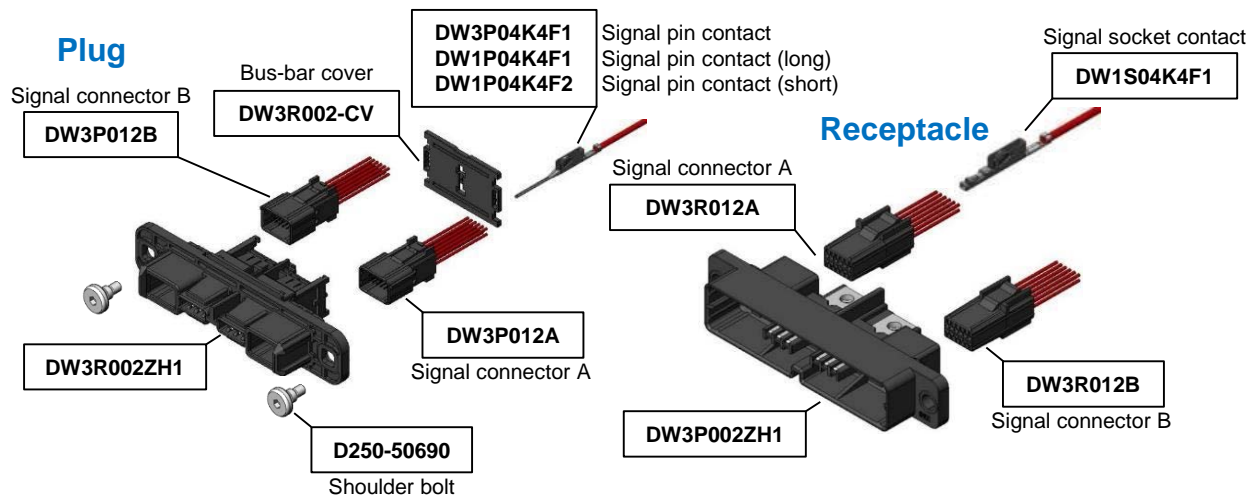 Plug
Signal connector B
DW3P012B
Bus-bar cover
DW3R002-CV
DW3P04K4F1 Signal pin contact
DW1P04K4F1 Signal pin contact (long)
DW1P04K4F2 Signal pin contact (short)
DW3P012A
Signal connector A
DW3R002ZH1
D250-50690
Shoulder bolt
Receptacle
Signal socket contact
DW1S04K4F1
Signal connector A
DW3R012A
DW3R012B
Signal connector B
DW3P002ZH1